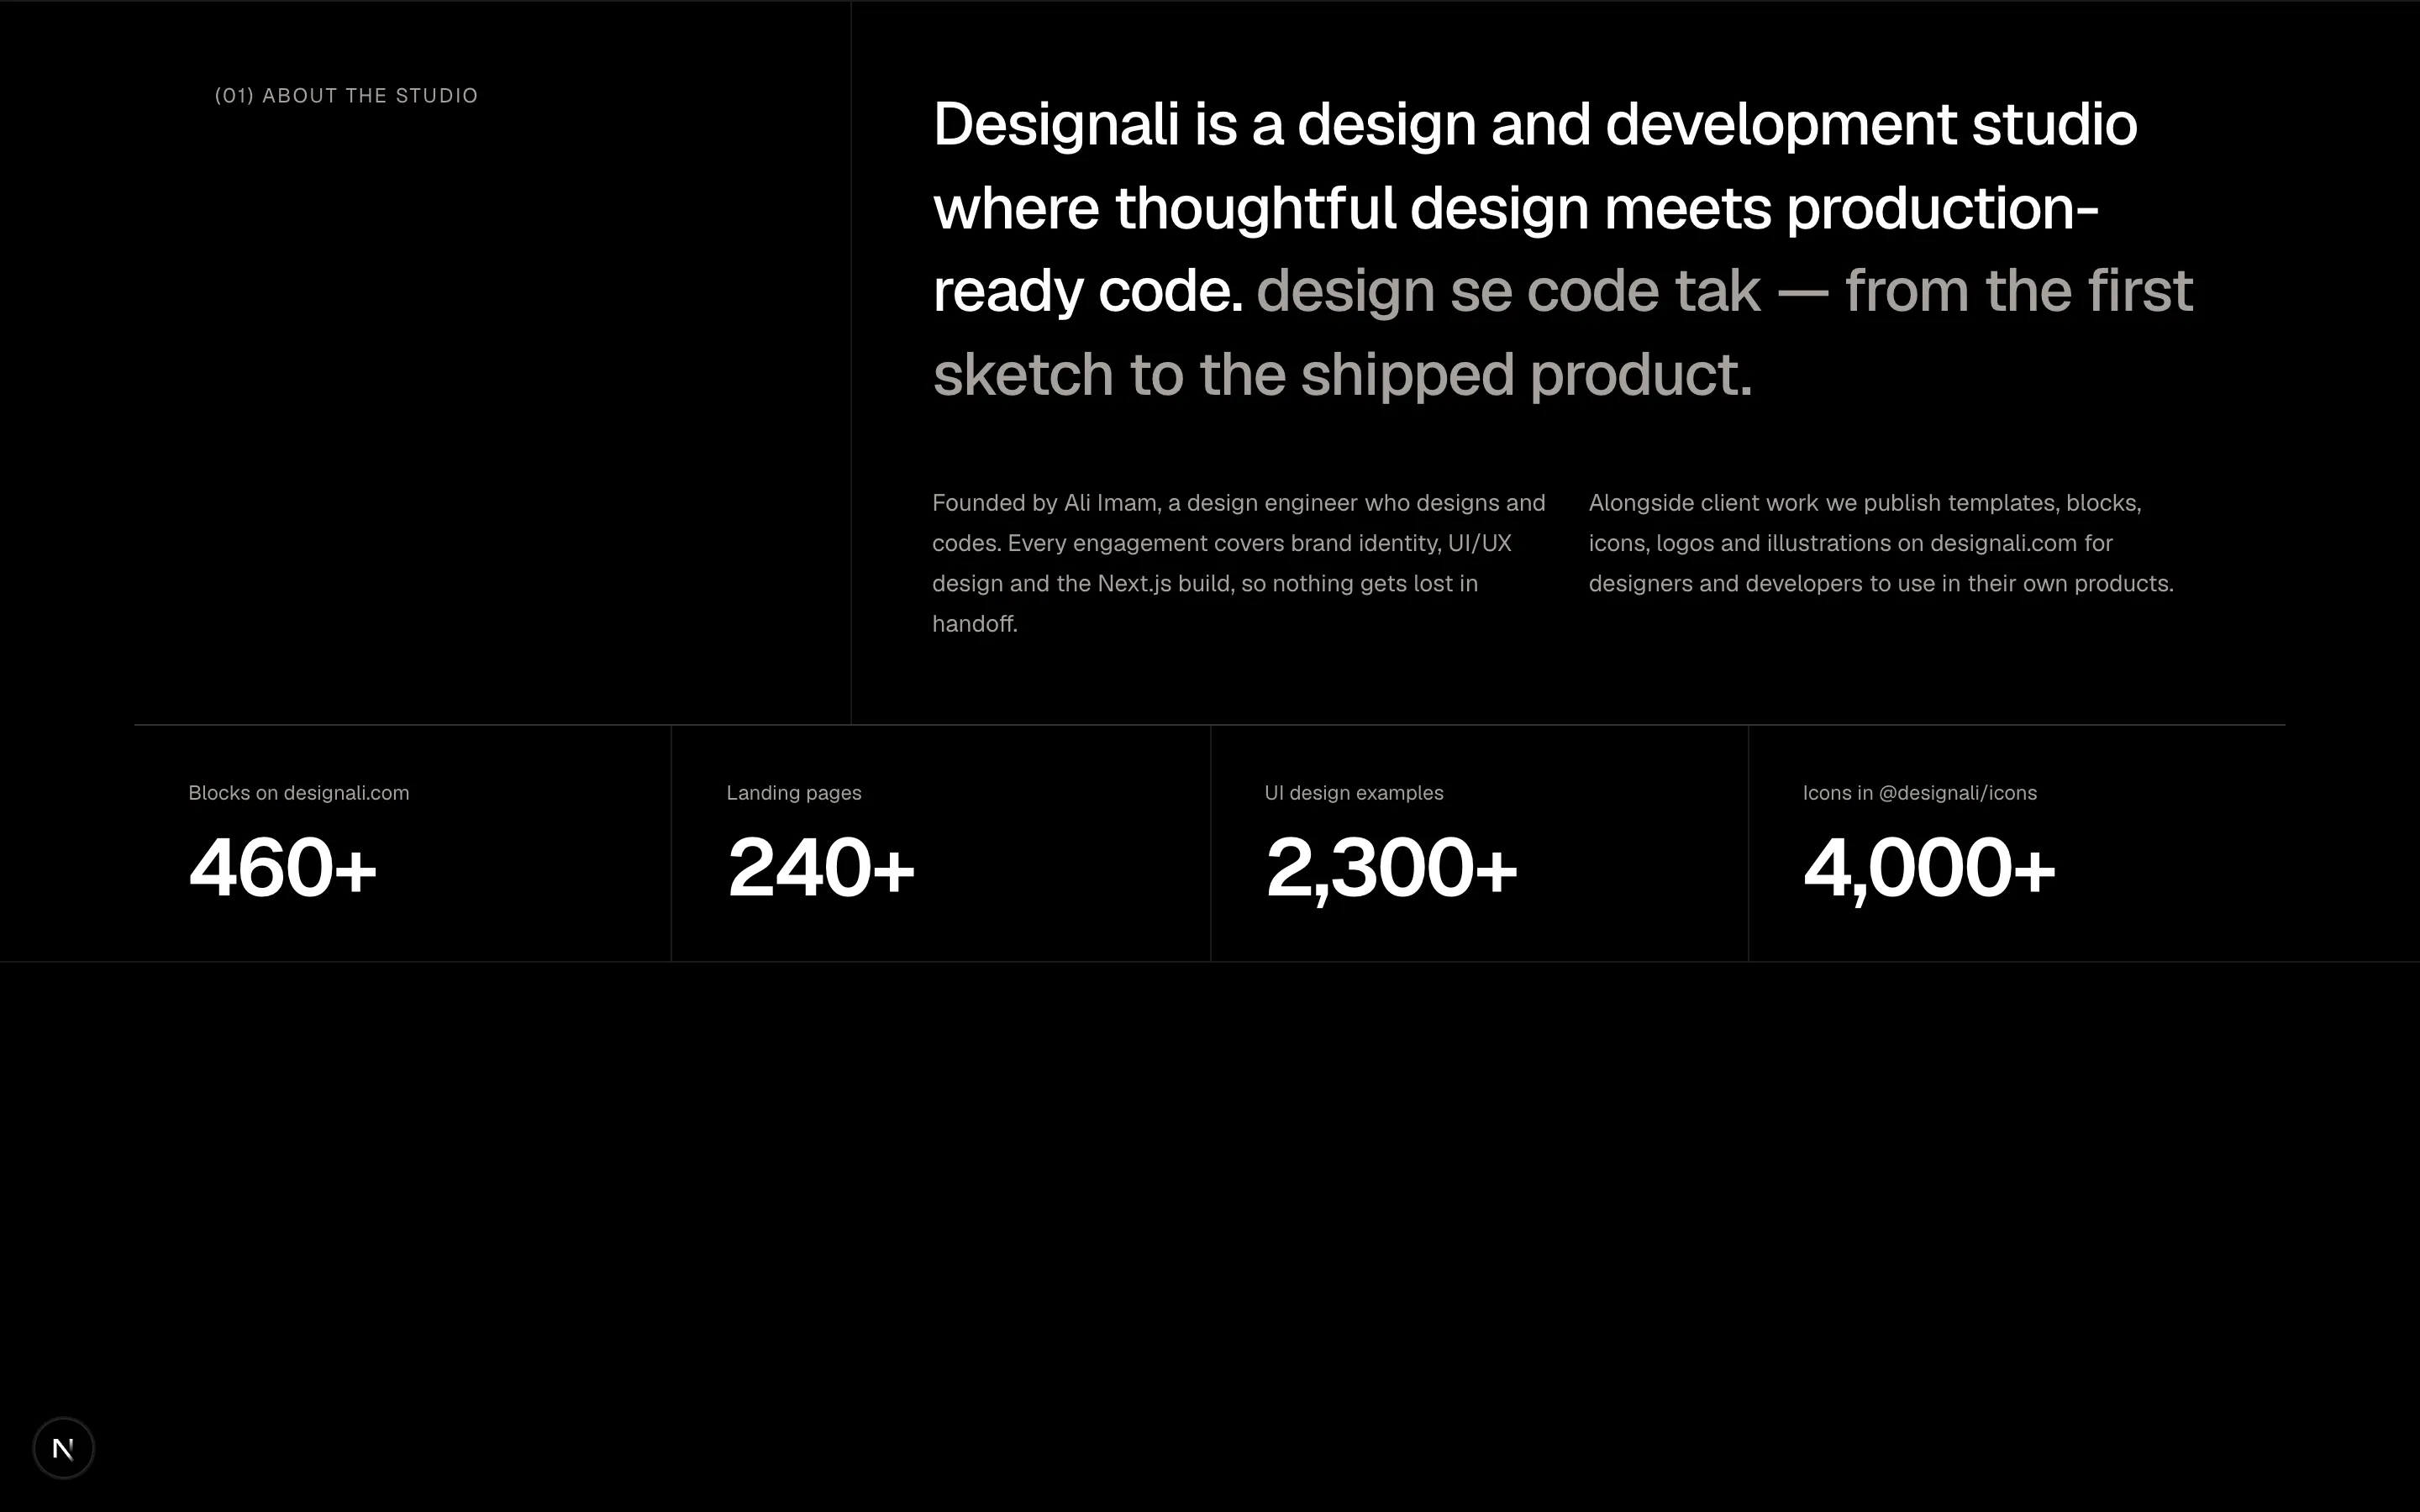 (01) ABOUT THE STUDIO
Designali is a design and development studio
where thoughtful design meets production-
ready code. design se code tak — from the first
sketch to the shipped product.
Founded by Ali Imam, a design engineer who designs and
codes. Every engagement covers brand identity, UI/UX
design and the Next.js build, so nothing gets lost in
handoff.
Alongside client work we publish templates, blocks,
icons, logos and illustrations on designali.com for
designers and developers to use in their own products.
Blocks on designali.com
460+
Landing pages
240+
UI design examples
2,300+
Icons in @designali/icons
4,000+
N